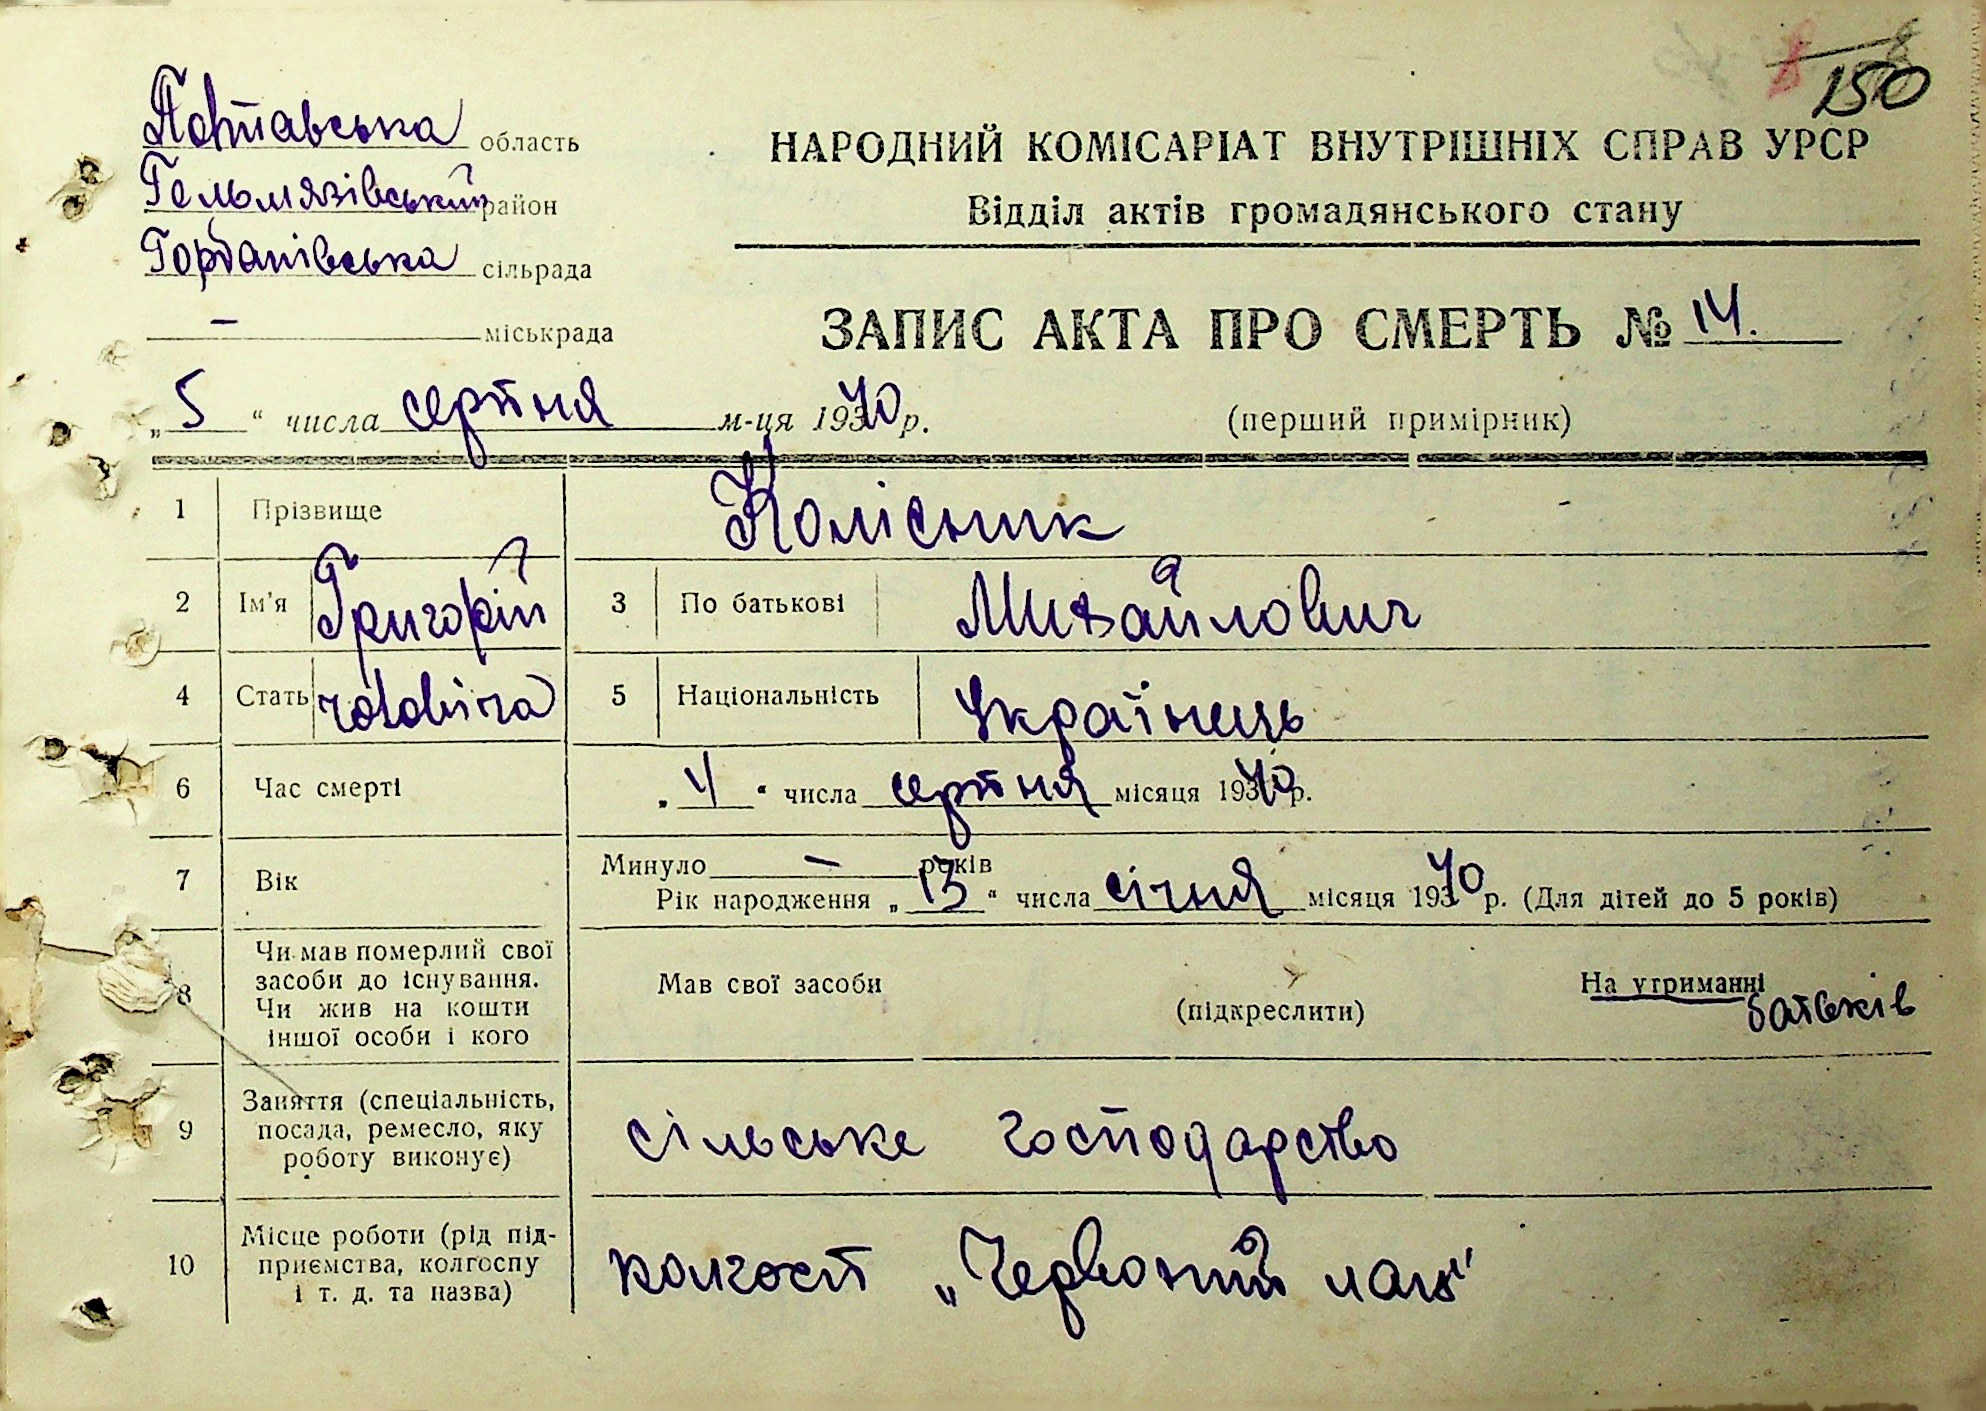 8
150
Полтавська область
Гельмязівський район
Горбанівська сільрада
— міськрада
НАРОДНИЙ КОМІСАРІАТ ВНУТРІШНІХ СПРАВ УРСР
Відділ актів громадянського стану
ЗАПИС АКТА ПРО СМЕРТЬ № 14.
„5“ числа серпня м-ця 1940 р.
(перший примірник)
1 Прізвище Колісник
2 Ім'я Григорій 3 По батькові Михайлович
4 Стать чоловіча 5 Національність Українець
6 Час смерті „4“ числа серпня місяця 1940 р.
7 Вік Минуло — років
Рік народження „13“ числа січня місяця 1940 р. (Для дітей до 5 років)
8 Чи мав померлий свої
засоби до існування.
Чи жив на кошти
іншої особи і кого
Мав свої засоби (підкреслити) На утриманні
батьків
9 Заняття (спеціальність,
посада, ремесло, яку
роботу виконує)
сільське господарство
10 Місце роботи (рід під-
приємства, колгоспу
і т. д. та назва)
колгосп „Червоний лан“